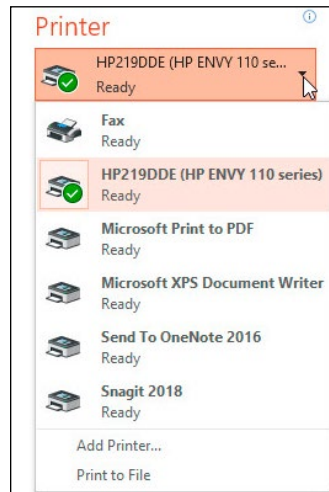 Printer
HP219DDE (HP ENVY 110 se...
Ready
Fax
Ready
HP219DDE (HP ENVY 110 series)
Ready
Microsoft Print to PDF
Ready
Microsoft XPS Document Writer
Ready
Send To OneNote 2016
Ready
Snagit 2018
Ready
Add Printer...
Print to File